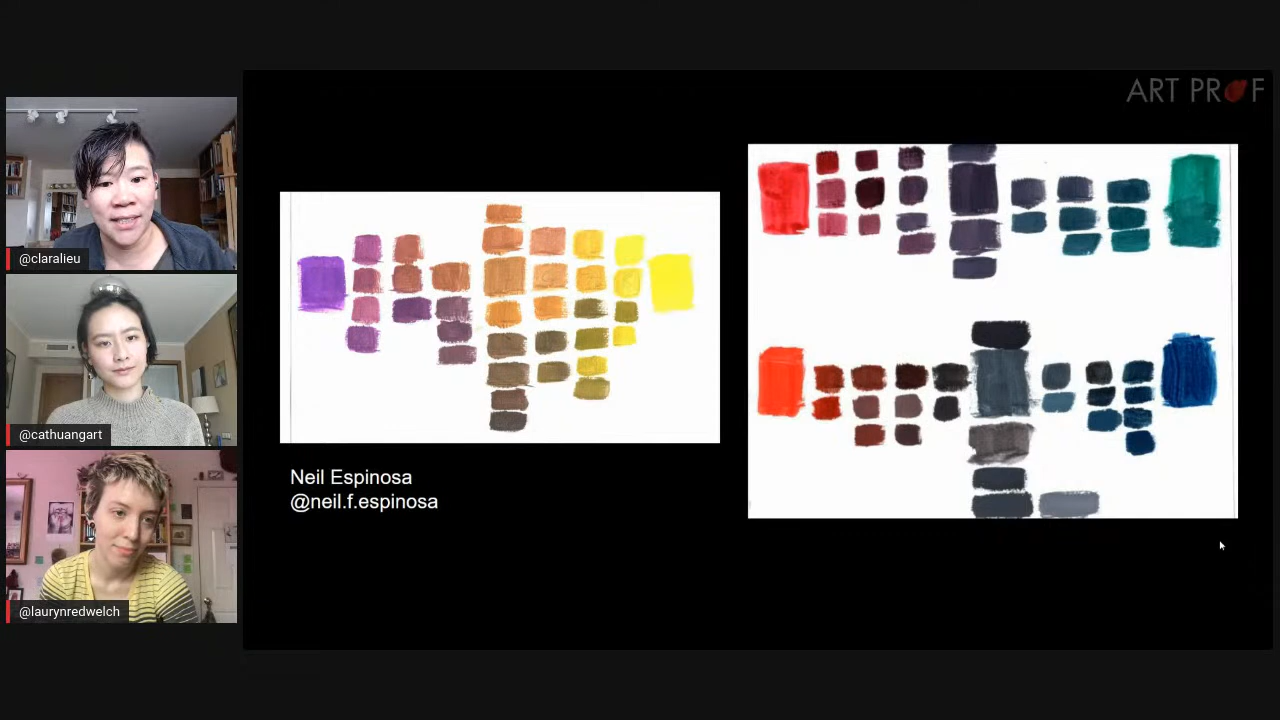 ART PROF
@claralieu
@cathuangart
@laurynredwelch
Neil Espinosa
@neil.f.espinosa